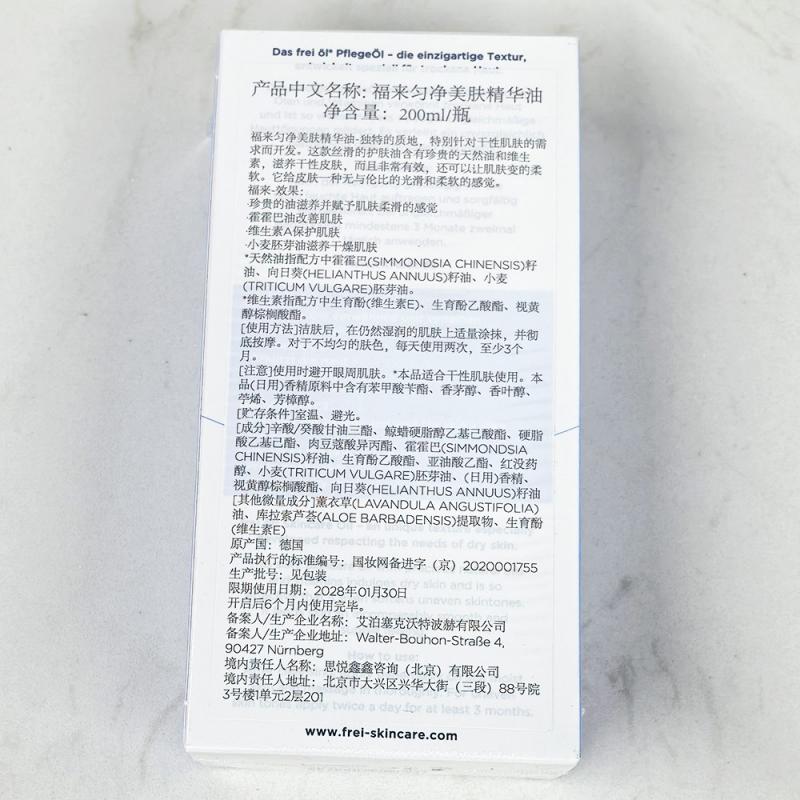 Das frei öl® PflegeÖl – die einzigartige Textur,
产品中文名称: 福来匀净美肤精华油
净含量：200ml/瓶
福来匀净美肤精华油-独特的质地，特别针对干性肌肤的需
求而开发。这款丝滑的护肤油含有珍贵的天然油和维生
素，滋养干性皮肤，而且非常有效，还可以让肌肤变的柔
软。它给皮肤一种无与伦比的光滑和柔软的感觉。
福来-效果:
·珍贵的油滋养并赋予肌肤柔滑的感觉
·霍霍巴油改善肌肤
·维生素A保护肌肤
·小麦胚芽油滋养干燥肌肤
*天然油指配方中霍霍巴(SIMMONDSIA CHINENSIS)籽
油、向日葵(HELIANTHUS ANNUUS)籽油、小麦
(TRITICUM VULGARE)胚芽油。
*维生素指配方中生育酚(维生素E)、生育酚乙酸酯、视黄
醇棕榈酸酯。
[使用方法]洁肤后，在仍然湿润的肌肤上适量涂抹，并彻
底按摩。对于不均匀的肤色，每天使用两次，至少3个
月。
[注意]使用时避开眼周肌肤。*本品适合干性肌肤使用。本
品(日用)香精原料中含有苯甲酸苄酯、香茅醇、香叶醇、
苧烯、芳樟醇。
[贮存条件]室温、避光。
[成分]辛酸/癸酸甘油三酯、鲸蜡硬脂醇乙基己酸酯、硬脂
酸乙基己酯、肉豆蔻酸异丙酯、霍霍巴(SIMMONDSIA
CHINENSIS)籽油、生育酚乙酸酯、亚油酸乙酯、红没药
醇、小麦(TRITICUM VULGARE)胚芽油、(日用)香精、
视黄醇棕榈酸酯、向日葵(HELIANTHUS ANNUUS)籽油
[其他微量成分]薰衣草(LAVANDULA ANGUSTIFOLIA)
油、库拉索芦荟(ALOE BARBADENSIS)提取物、生育酚
(维生素E)
原产国：德国
产品执行的标准编号：国妆网备进字（京）2020001755
生产批号：见包装
限期使用日期：2028年01月30日
开启后6个月内使用完毕。
备案人/生产企业名称：艾泊塞克沃特波赫有限公司
备案人/生产企业地址：Walter-Bouhon-Straße 4,
90427 Nürnberg
境内责任人名称：思悦鑫鑫咨询（北京）有限公司
境内责任人地址：北京市大兴区兴华大街（三段）88号院
3号楼1单元2层201
tones apply twice a day for at least 3 months.
www.frei-skincare.com